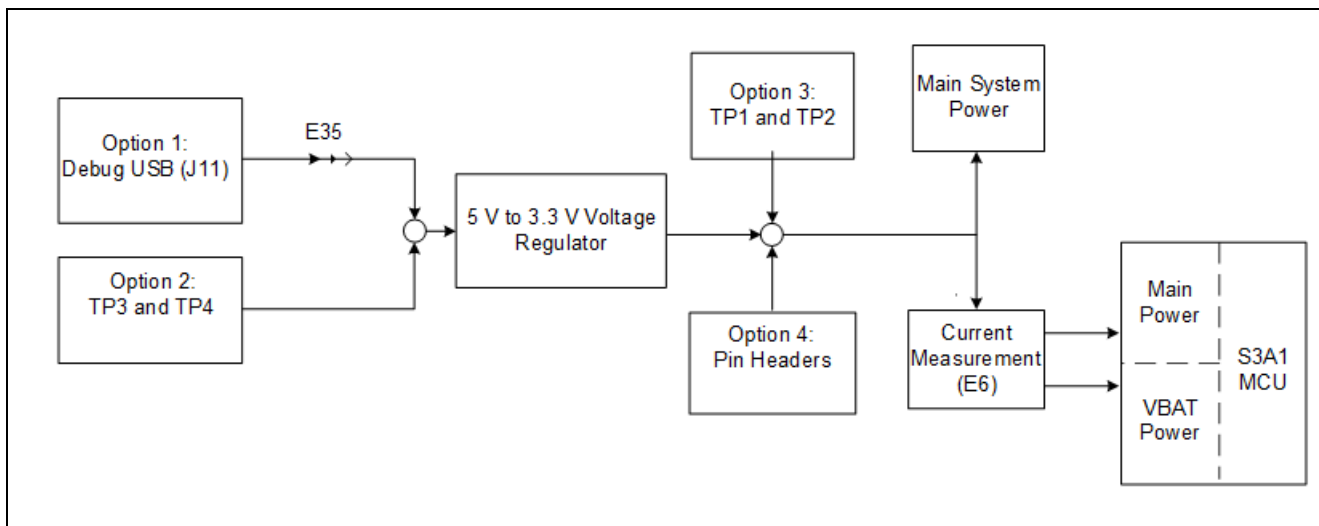 Option 1:
Debug USB (J11)
E35
Option 2:
TP3 and TP4
5 V to 3.3 V Voltage
Regulator
Option 3:
TP1 and TP2
Option 4:
Pin Headers
Main System
Power
Current
Measurement
(E6)
Main
Power
VBAT
Power
S3A1
MCU